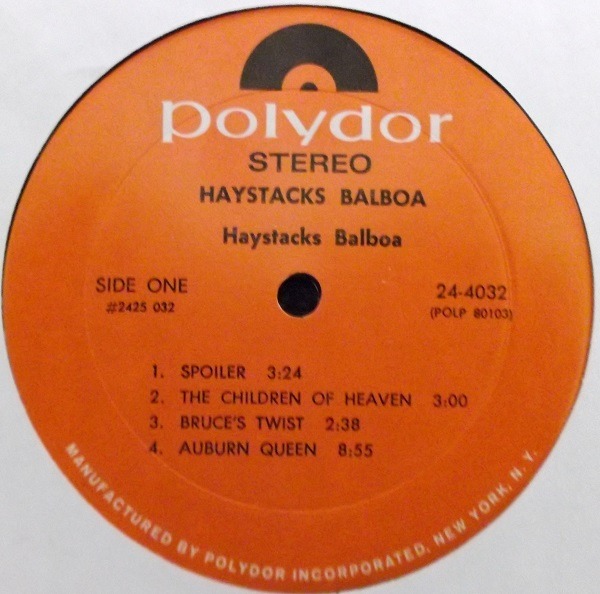 polydor
STEREO
HAYSTACKS BALBOA
Haystacks Balboa
SIDE ONE
#2425 032
24-4032
(POLP 80103)
1. SPOILER 3:24
2. THE CHILDREN OF HEAVEN 3:00
3. BRUCE'S TWIST 2:38
4. AUBURN QUEEN 8:55
MANUFACTURED BY POLYDOR INCORPORATED, NEW YORK, N. Y.